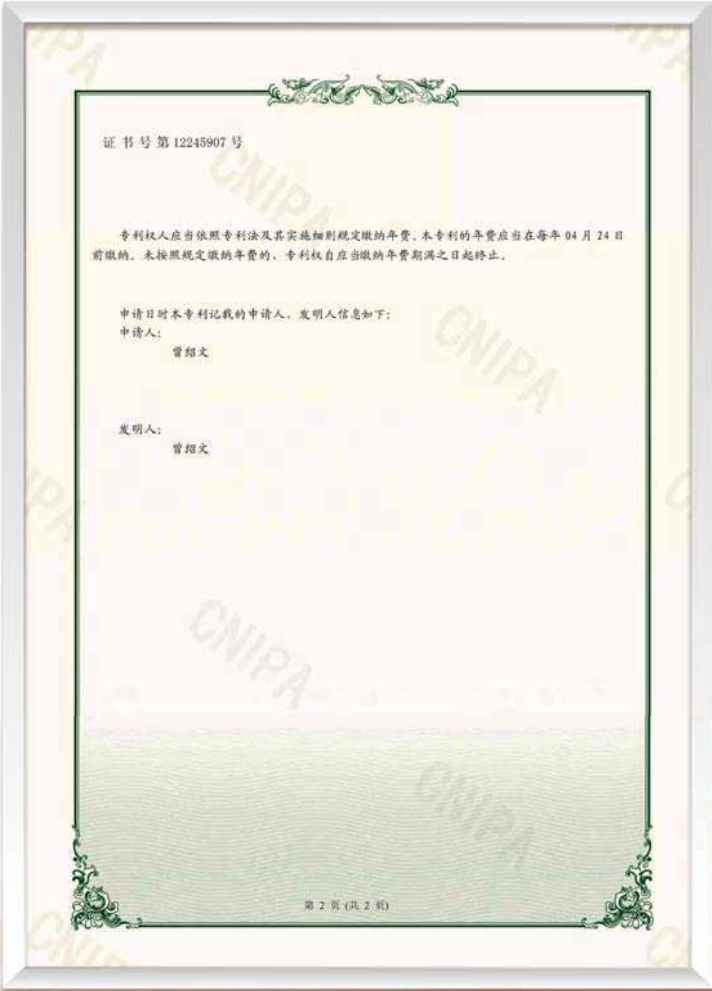 证书号第12245907号
专利权人应当依照专利法及其实施细则规定缴纳年费。本专利的年费应当在每年04月24日
前缴纳。未按照规定缴纳年费的，专利权自应当缴纳年费期满之日起终止。
申请日时本专利记载的申请人、发明人信息如下：
申请人：
曾绍文
发明人：
曾绍文
第 2 页 (共 2 页)
CNIPA
CNIPA
CNIPA
CNIPA